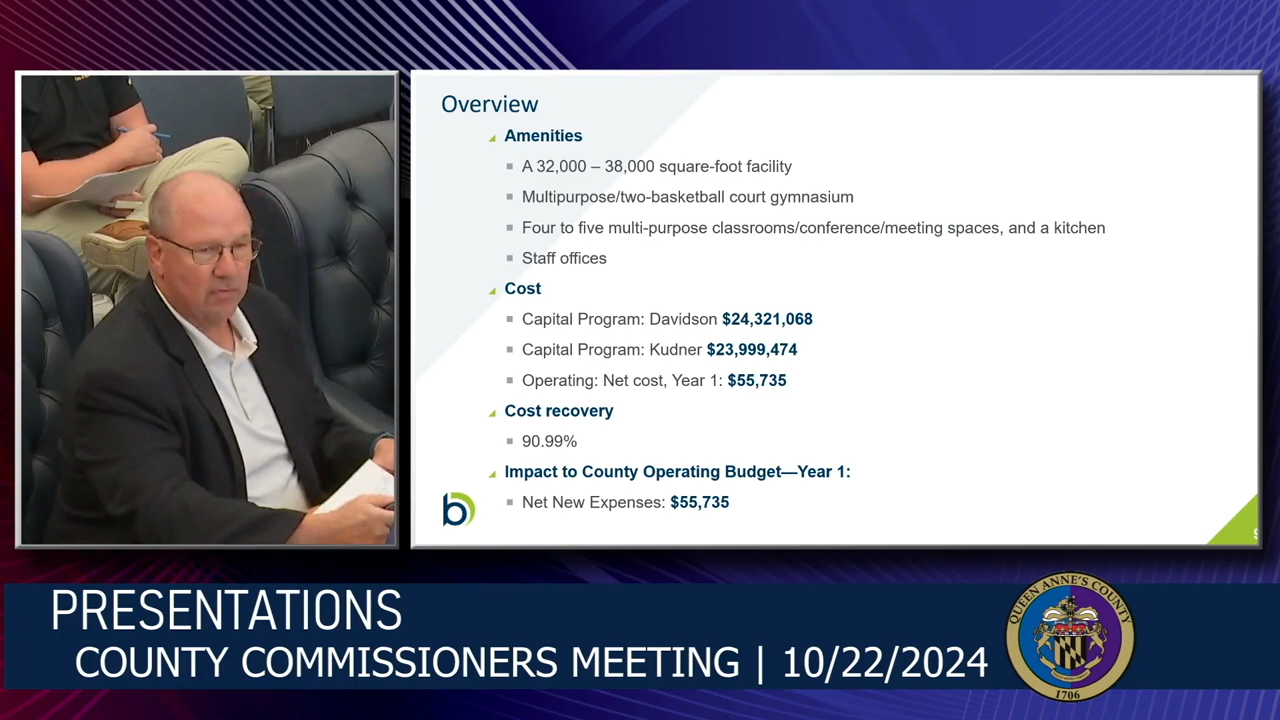 Overview
Amenities
A 32,000 – 38,000 square-foot facility
Multipurpose/two-basketball court gymnasium
Four to five multi-purpose classrooms/conference/meeting spaces, and a kitchen
Staff offices
Cost
Capital Program: Davidson $24,321,068
Capital Program: Kudner $23,999,474
Operating: Net cost, Year 1: $55,735
Cost recovery
90.99%
Impact to County Operating Budget—Year 1:
Net New Expenses: $55,735
b
PRESENTATIONS
COUNTY COMMISSIONERS MEETING | 10/22/2024
QUEEN ANNE'S COUNTY
1706